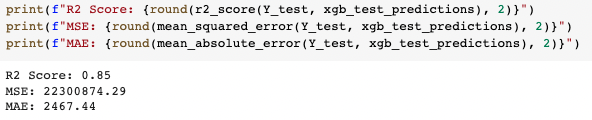 print(f"R2 Score: {round(r2_score(Y_test, xgb_test_predictions), 2)}")
print(f"MSE: {round(mean_squared_error(Y_test, xgb_test_predictions), 2)}")
print(f"MAE: {round(mean_absolute_error(Y_test, xgb_test_predictions), 2)}")
R2 Score: 0.85
MSE: 22300874.29
MAE: 2467.44